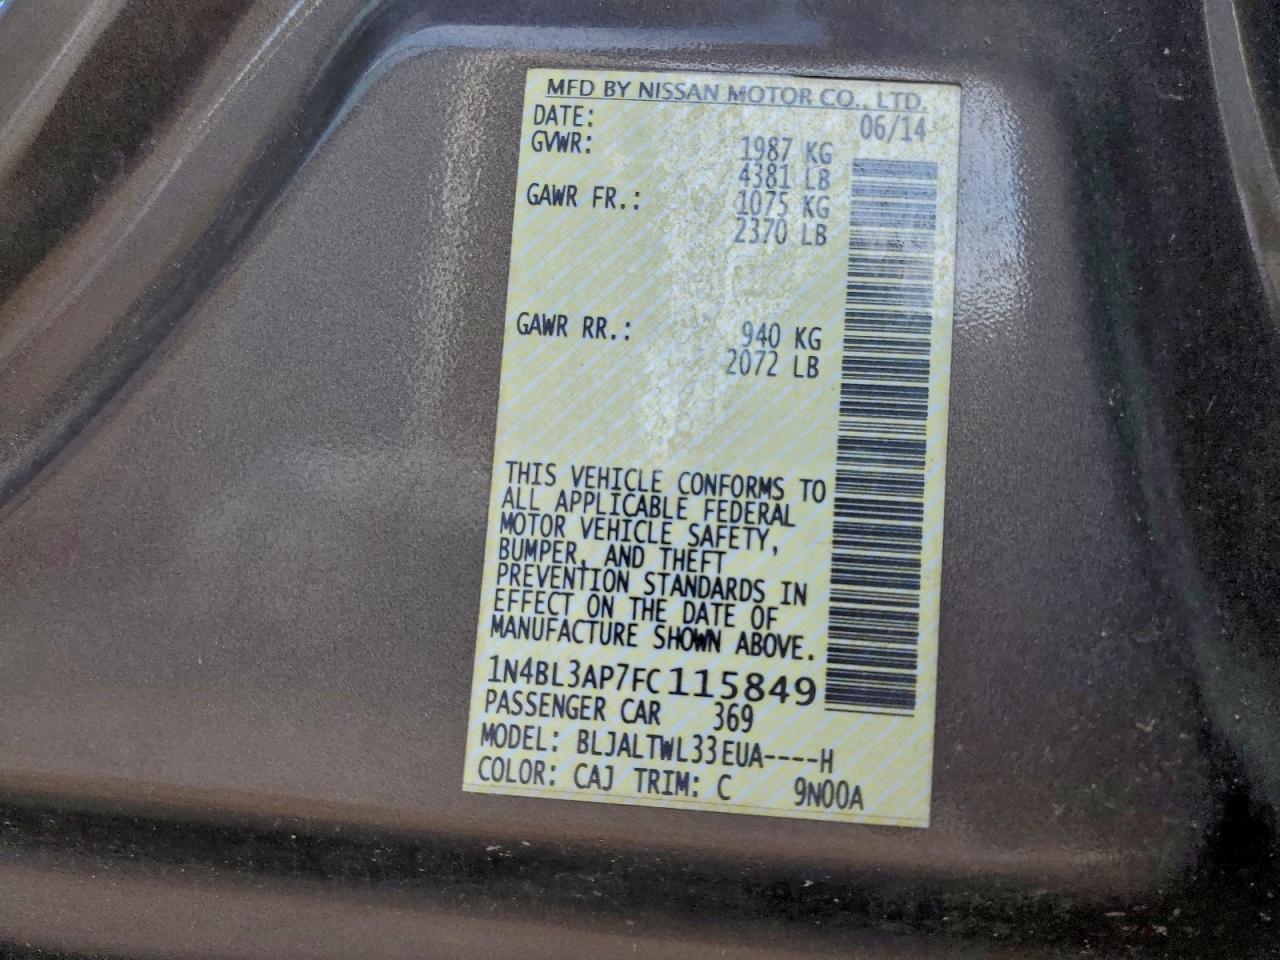 MFD BY NISSAN MOTOR CO., LTD.
DATE: 06/14
GVWR: 1987 KG
4381 LB
GAWR FR.: 1075 KG
2370 LB
GAWR RR.: 940 KG
2072 LB
THIS VEHICLE CONFORMS TO
ALL APPLICABLE FEDERAL
MOTOR VEHICLE SAFETY,
BUMPER, AND THEFT
PREVENTION STANDARDS IN
EFFECT ON THE DATE OF
MANUFACTURE SHOWN ABOVE.
1N4BL3AP7FC115849
PASSENGER CAR 369
MODEL: BLJALTWL33EUA----H
COLOR: CAJ TRIM: C 9N00A